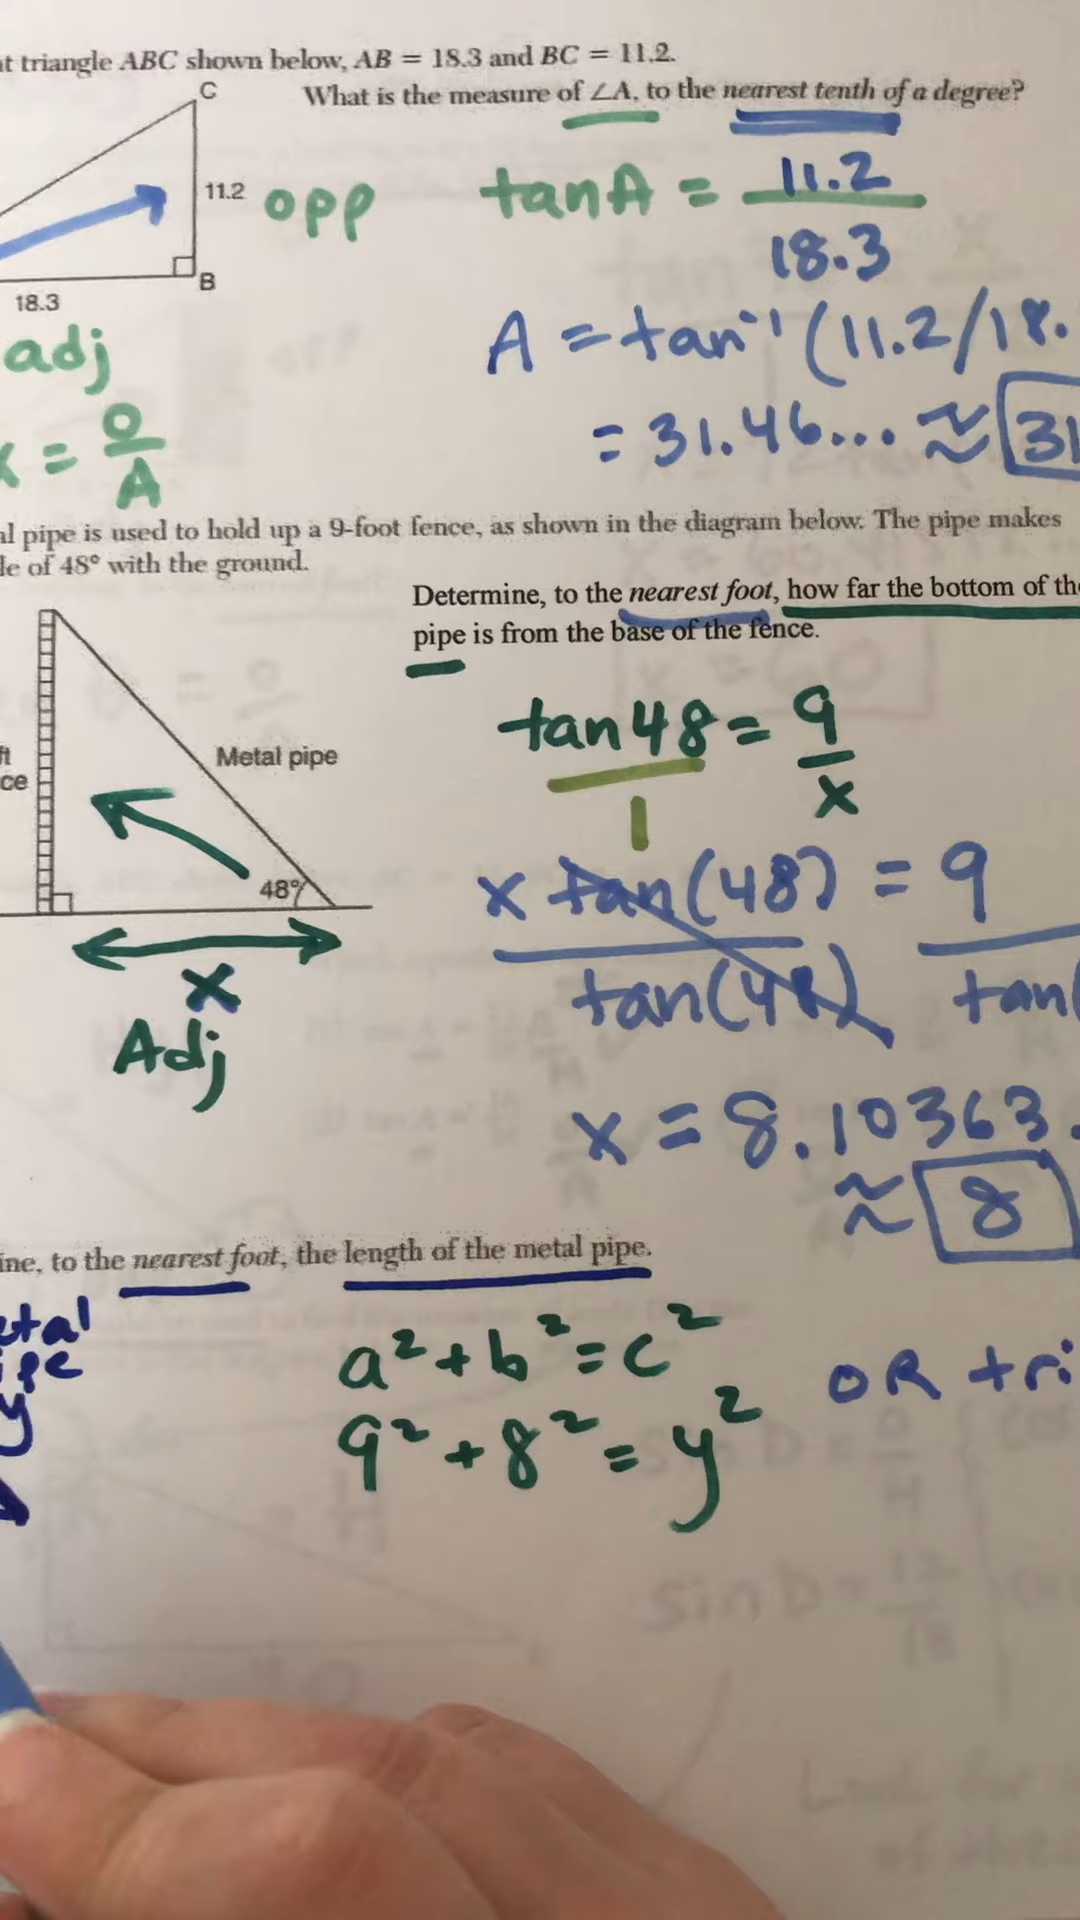 triangle ABC shown below, AB = 18.3 and BC = 11.2.
What is the measure of ∠A, to the nearest tenth of a degree?
C
11.2
opp
tanA = 11.2
18.3
B
18.3
adj
A = tan⁻¹(11.2/18.
= O
A
= 31.46... ≈ 31
pipe is used to hold up a 9-foot fence, as shown in the diagram below. The pipe makes
of 48° with the ground.
Determine, to the nearest foot, how far the bottom of the
pipe is from the base of the fence.
Metal pipe
48°
tan48 = 9
1 x
x tan(48) = 9
tan(48) tan(
x
Adj
x = 8.10363.
≈ 8
to the nearest foot, the length of the metal pipe.
y
a² + b² = c²
OR
9² + 8² = y²